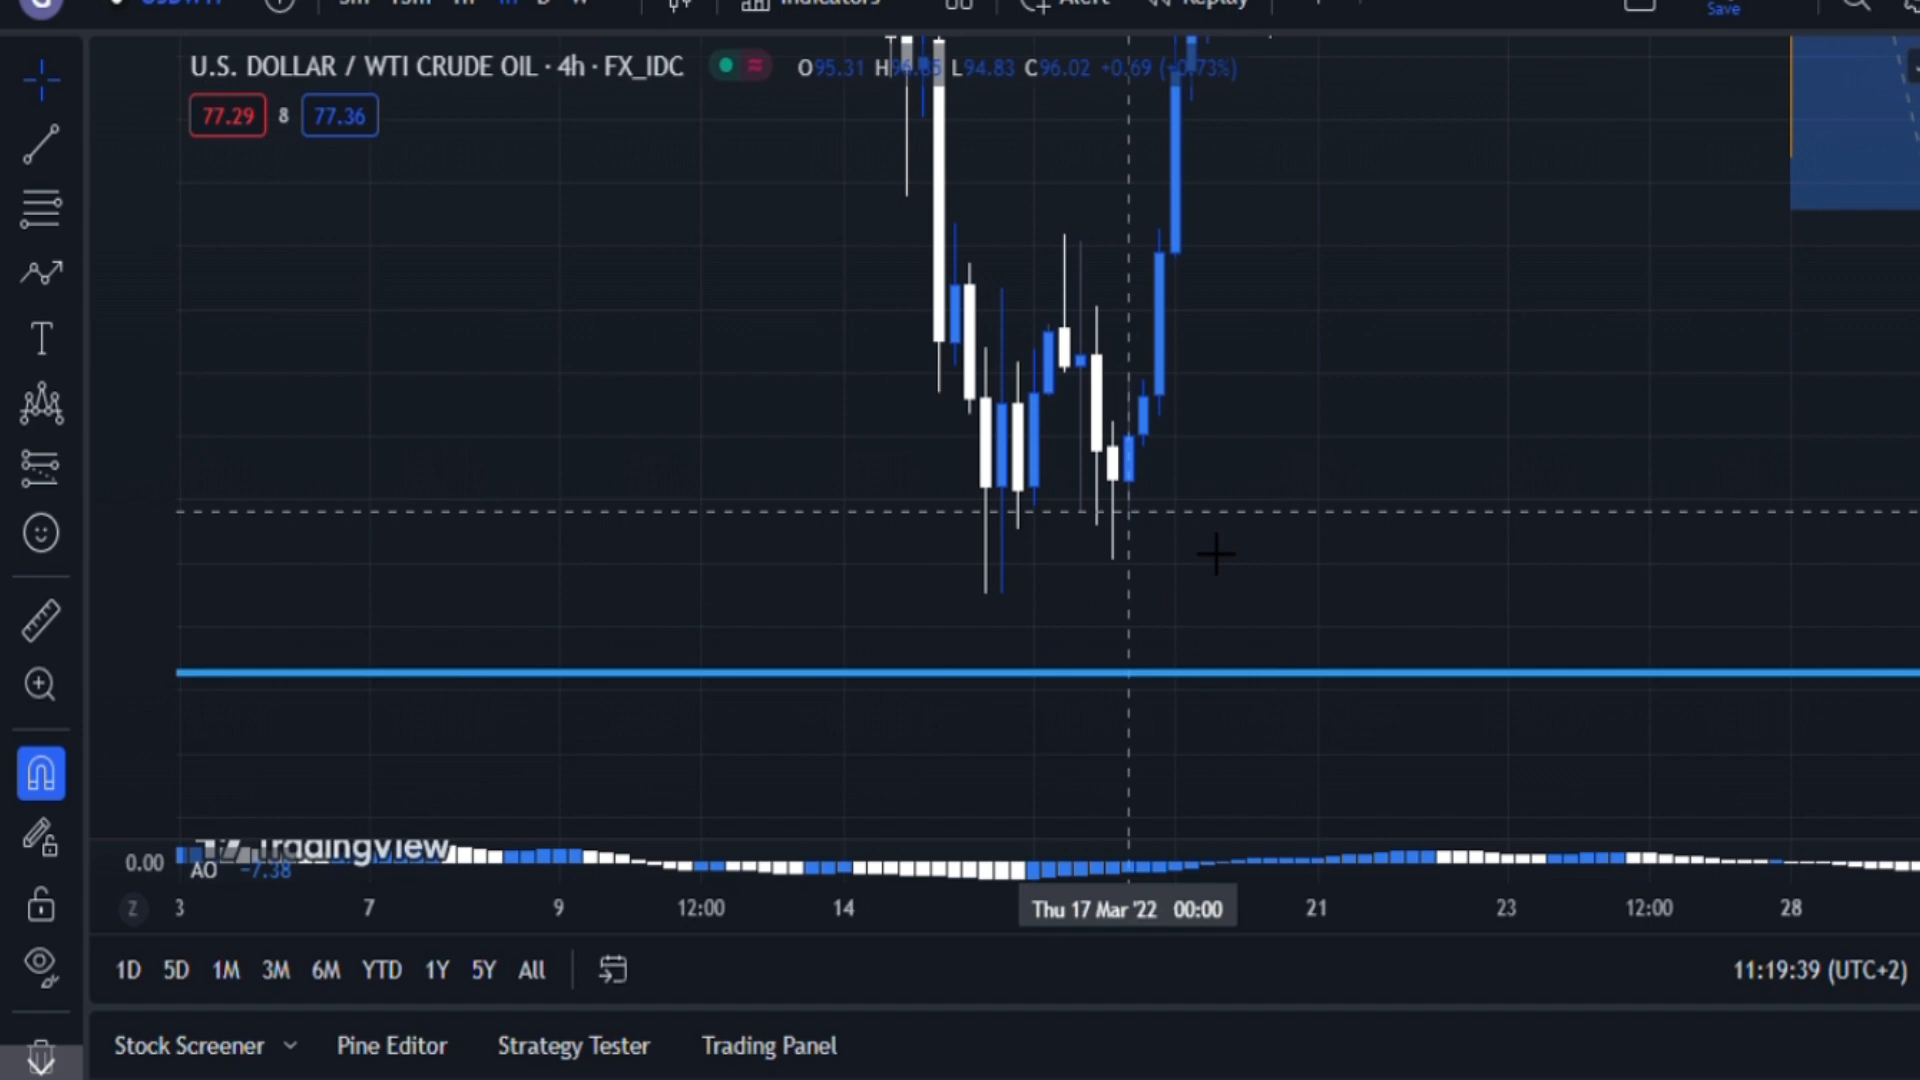 Save
U.S. DOLLAR / WTI CRUDE OIL · 4h · FX_IDC
O95.31 L94.83 C96.02 +0.69
77.29 8 77.36
TradingView
0.00
AO -7.38
Z 3 7 9 12:00 14 Thu 17 Mar '22 00:00 21 23 12:00 28
1D 5D 1M 3M 6M YTD 1Y 5Y All
11:19:39 (UTC+2)
Stock Screener Pine Editor Strategy Tester Trading Panel